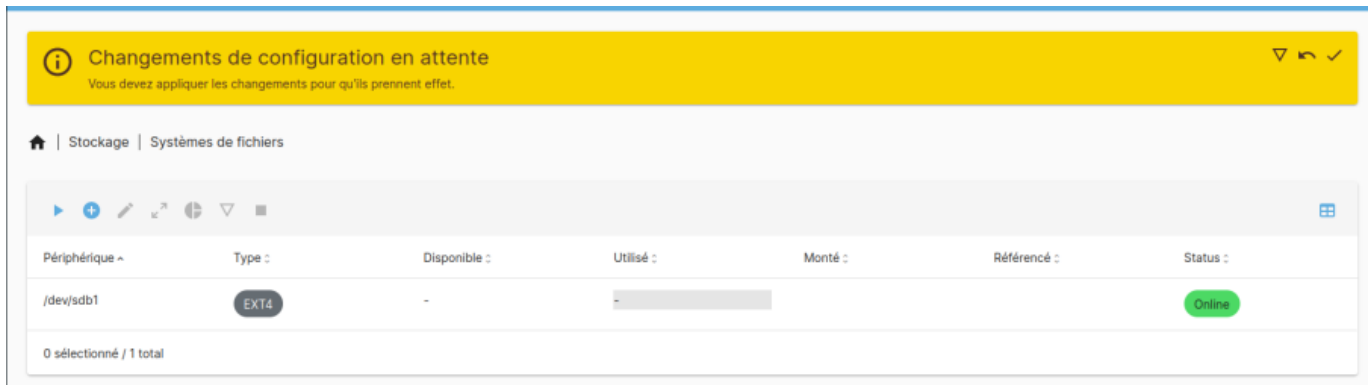 Changements de configuration en attente
Vous devez appliquer les changements pour qu'ils prennent effet.
| Stockage | Systèmes de fichiers
Périphérique Type Disponible Utilisé Monté Référencé Status
/dev/sdb1 EXT4 - - Online
0 sélectionné / 1 total